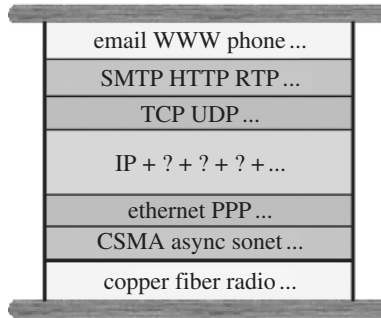 email WWW phone...
SMTP HTTP RTP...
TCP UDP...
IP + ? + ? + ? + ...
ethernet PPP...
CSMA async sonet...
copper fiber radio...